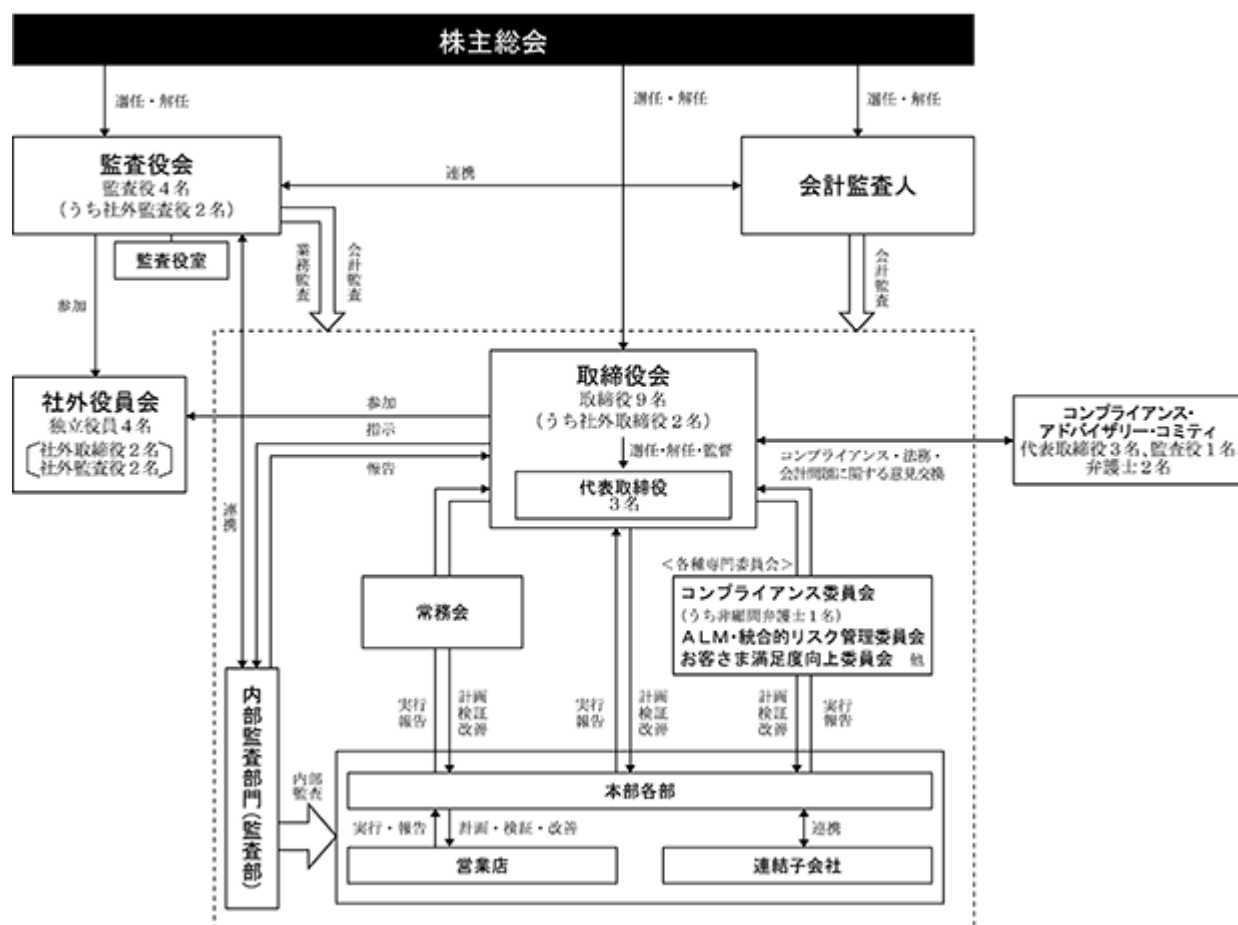 株主総会
選任・解任
選任・解任
選任・解任
監査役会
監査役4名
(うち社外監査役2名)
監査役室
連携
会計監査人
業務監査
会計監査
会計監査
参加
社外役員会
独立役員4名
社外取締役2名
社外監査役2名
取締役会
取締役9名
(うち社外取締役2名)
選任・解任・監督
代表取締役
3名
参加
指示
報告
連携
コンプライアンス・法務・
会計問題に関する意見交換
コンプライアンス・
アドバイザリー・コミティ
代表取締役3名、監査役1名、
弁護士2名
常務会
<各種専門委員会>
コンプライアンス委員会
(うち非顧問弁護士1名)
ALM・統合的リスク管理委員会
お客さま満足度向上委員会 他
実行
報告
計画
検証
改善
実行
報告
計画
検証
改善
計画
検証
改善
実行
報告
内部監査部門(監査部)
内部
監査
本部各部
実行・報告
計画・検証・改善
連携
営業店
連結子会社